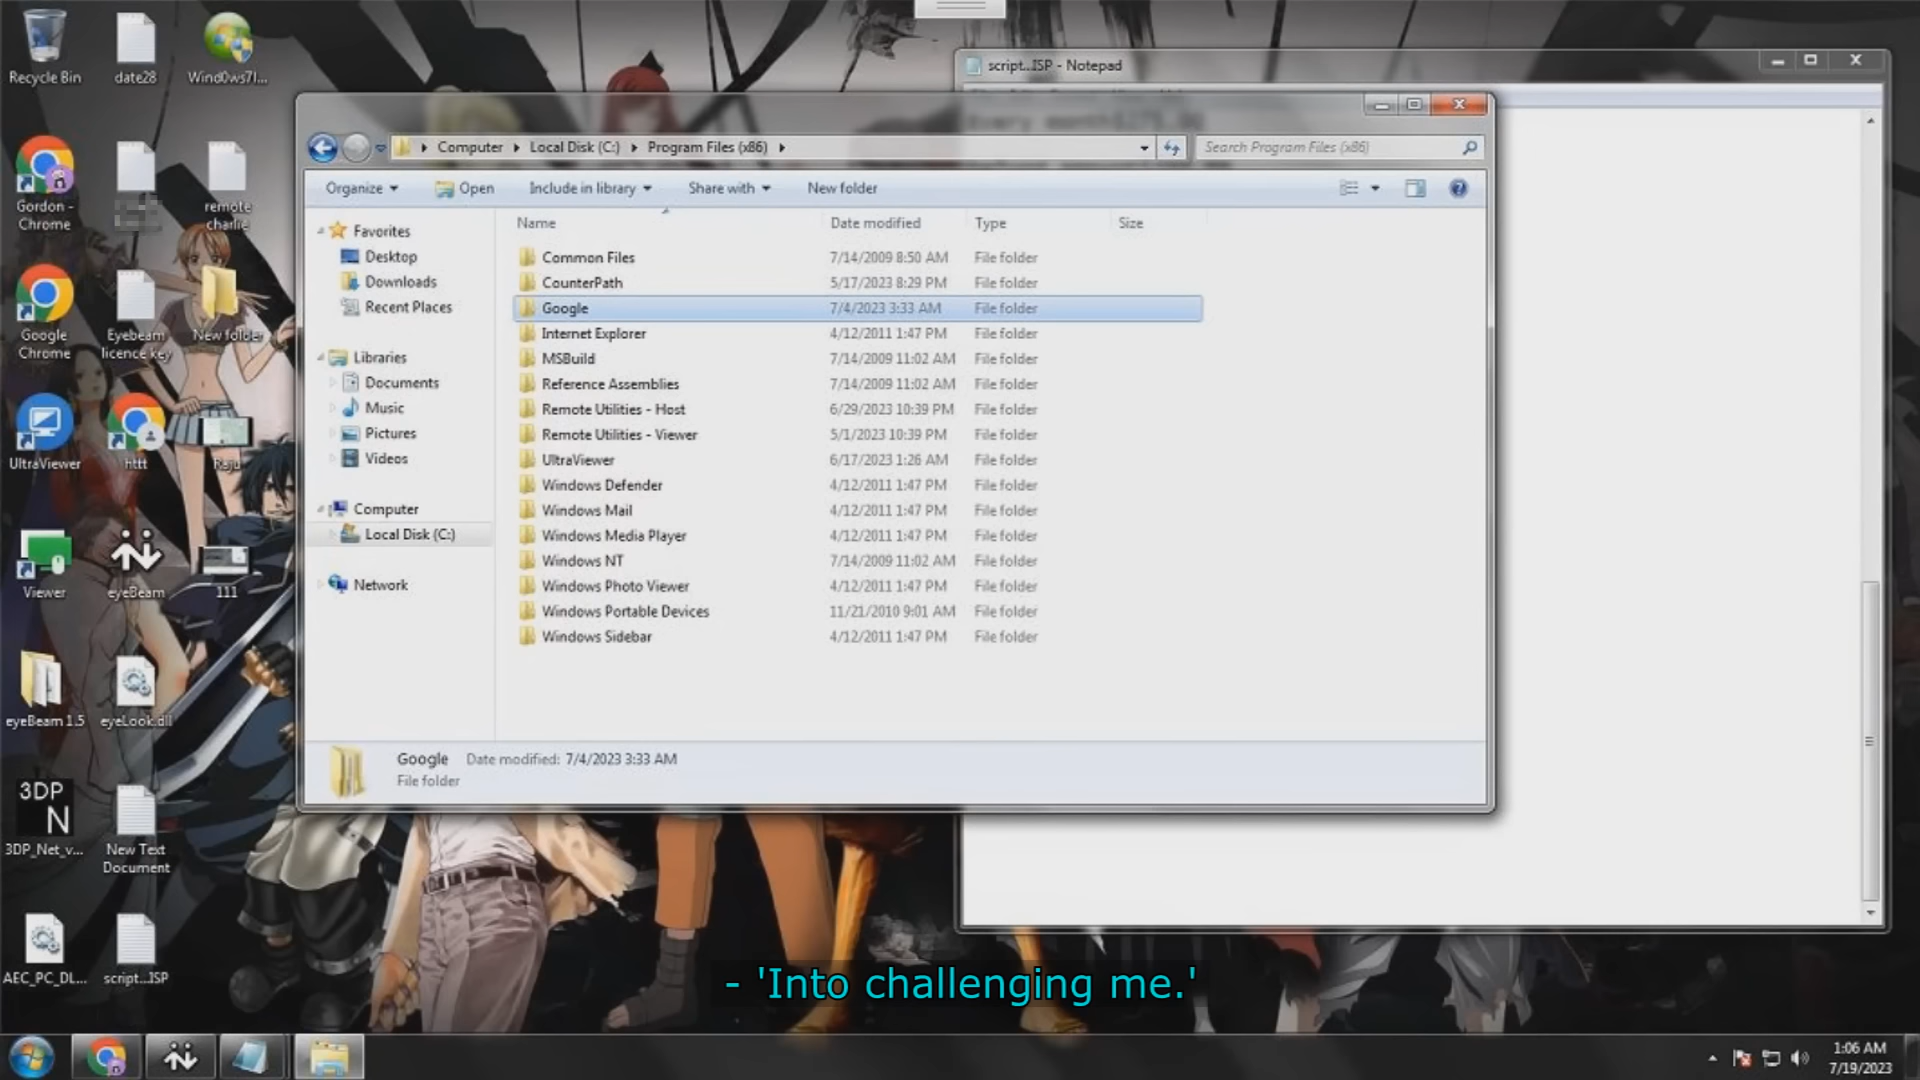 Recycle Bin
date28
Wind0ws7l...
Gordon -
Chrome
remote
charlie
Google
Chrome
Eyebeam
licence key
New folder
UltraViewer
httt
Raju
Viewer
eyeBeam
111
eyeBeam 1.5
eyeLook.dll
3DP
N
3DP_Net_v...
New Text
Document
AEC_PC_DL...
script...ISP
script...ISP - Notepad
Computer
Local Disk (C:)
Program Files (x86)
Search Program Files (x86)
Organize
Open
Include in library
Share with
New folder
Favorites
Desktop
Downloads
Recent Places
Libraries
Documents
Music
Pictures
Videos
Computer
Local Disk (C:)
Network
Name Date modified Type Size
Common Files 7/14/2009 8:50 AM File folder
CounterPath 5/17/2023 8:29 PM File folder
Google 7/4/2023 3:33 AM File folder
Internet Explorer 4/12/2011 1:47 PM File folder
MSBuild 7/14/2009 11:02 AM File folder
Reference Assemblies 7/14/2009 11:02 AM File folder
Remote Utilities - Host 6/29/2023 10:39 PM File folder
Remote Utilities - Viewer 5/1/2023 10:39 PM File folder
UltraViewer 6/17/2023 1:26 AM File folder
Windows Defender 4/12/2011 1:47 PM File folder
Windows Mail 4/12/2011 1:47 PM File folder
Windows Media Player 4/12/2011 1:47 PM File folder
Windows NT 7/14/2009 11:02 AM File folder
Windows Photo Viewer 4/12/2011 1:47 PM File folder
Windows Portable Devices 11/21/2010 9:01 AM File folder
Windows Sidebar 4/12/2011 1:47 PM File folder
Google Date modified: 7/4/2023 3:33 AM
File folder
- 'Into challenging me.'
1:06 AM
7/19/2023